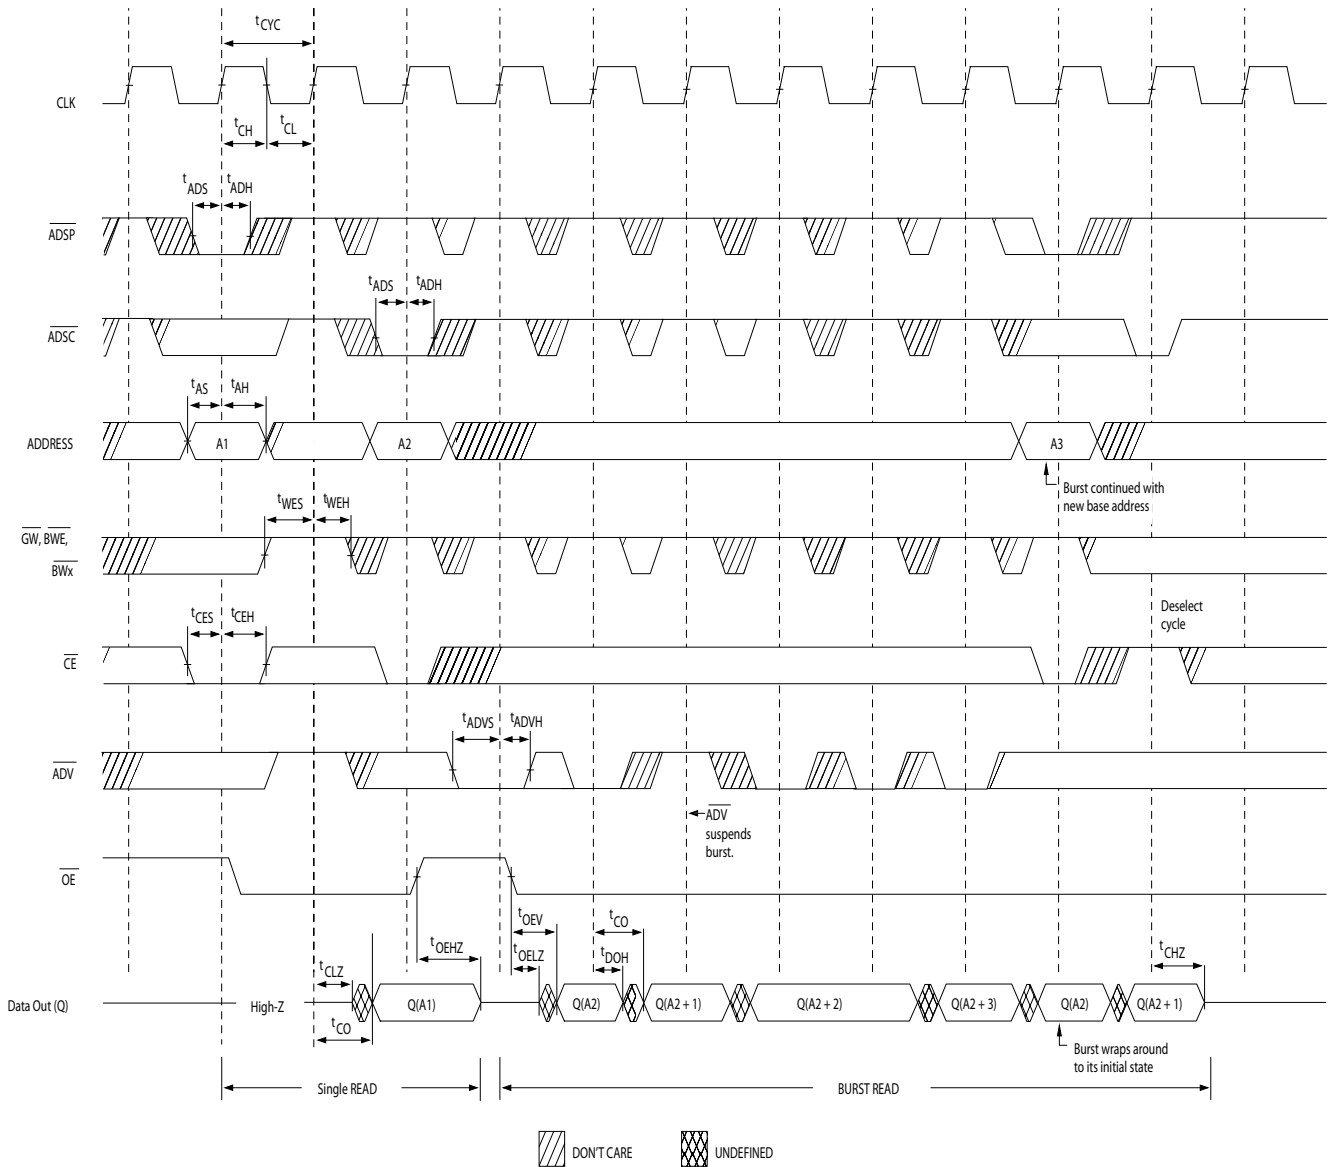 tCYC
CLK
tCH
tCL
tADS
tADH
ADSP
tADS
tADH
ADSC
tAS
tAH
ADDRESS
A1
A2
A3
Burst continued with
new base address
tWES
tWEH
GW, BWE,
BWx
tCES
tCEH
Deselect
cycle
CE
tADVS
tADVH
ADV
ADV
suspends
burst.
OE
tOEV
tCO
tOEHZ
tOELZ
tDOH
tCHZ
tCLZ
Data Out (Q)
High-Z
Q(A1)
Q(A2)
Q(A2 + 1)
Q(A2 + 2)
Q(A2 + 3)
Q(A2)
Q(A2 + 1)
tCO
Burst wraps around
to its initial state
Single READ
BURST READ
DON'T CARE
UNDEFINED